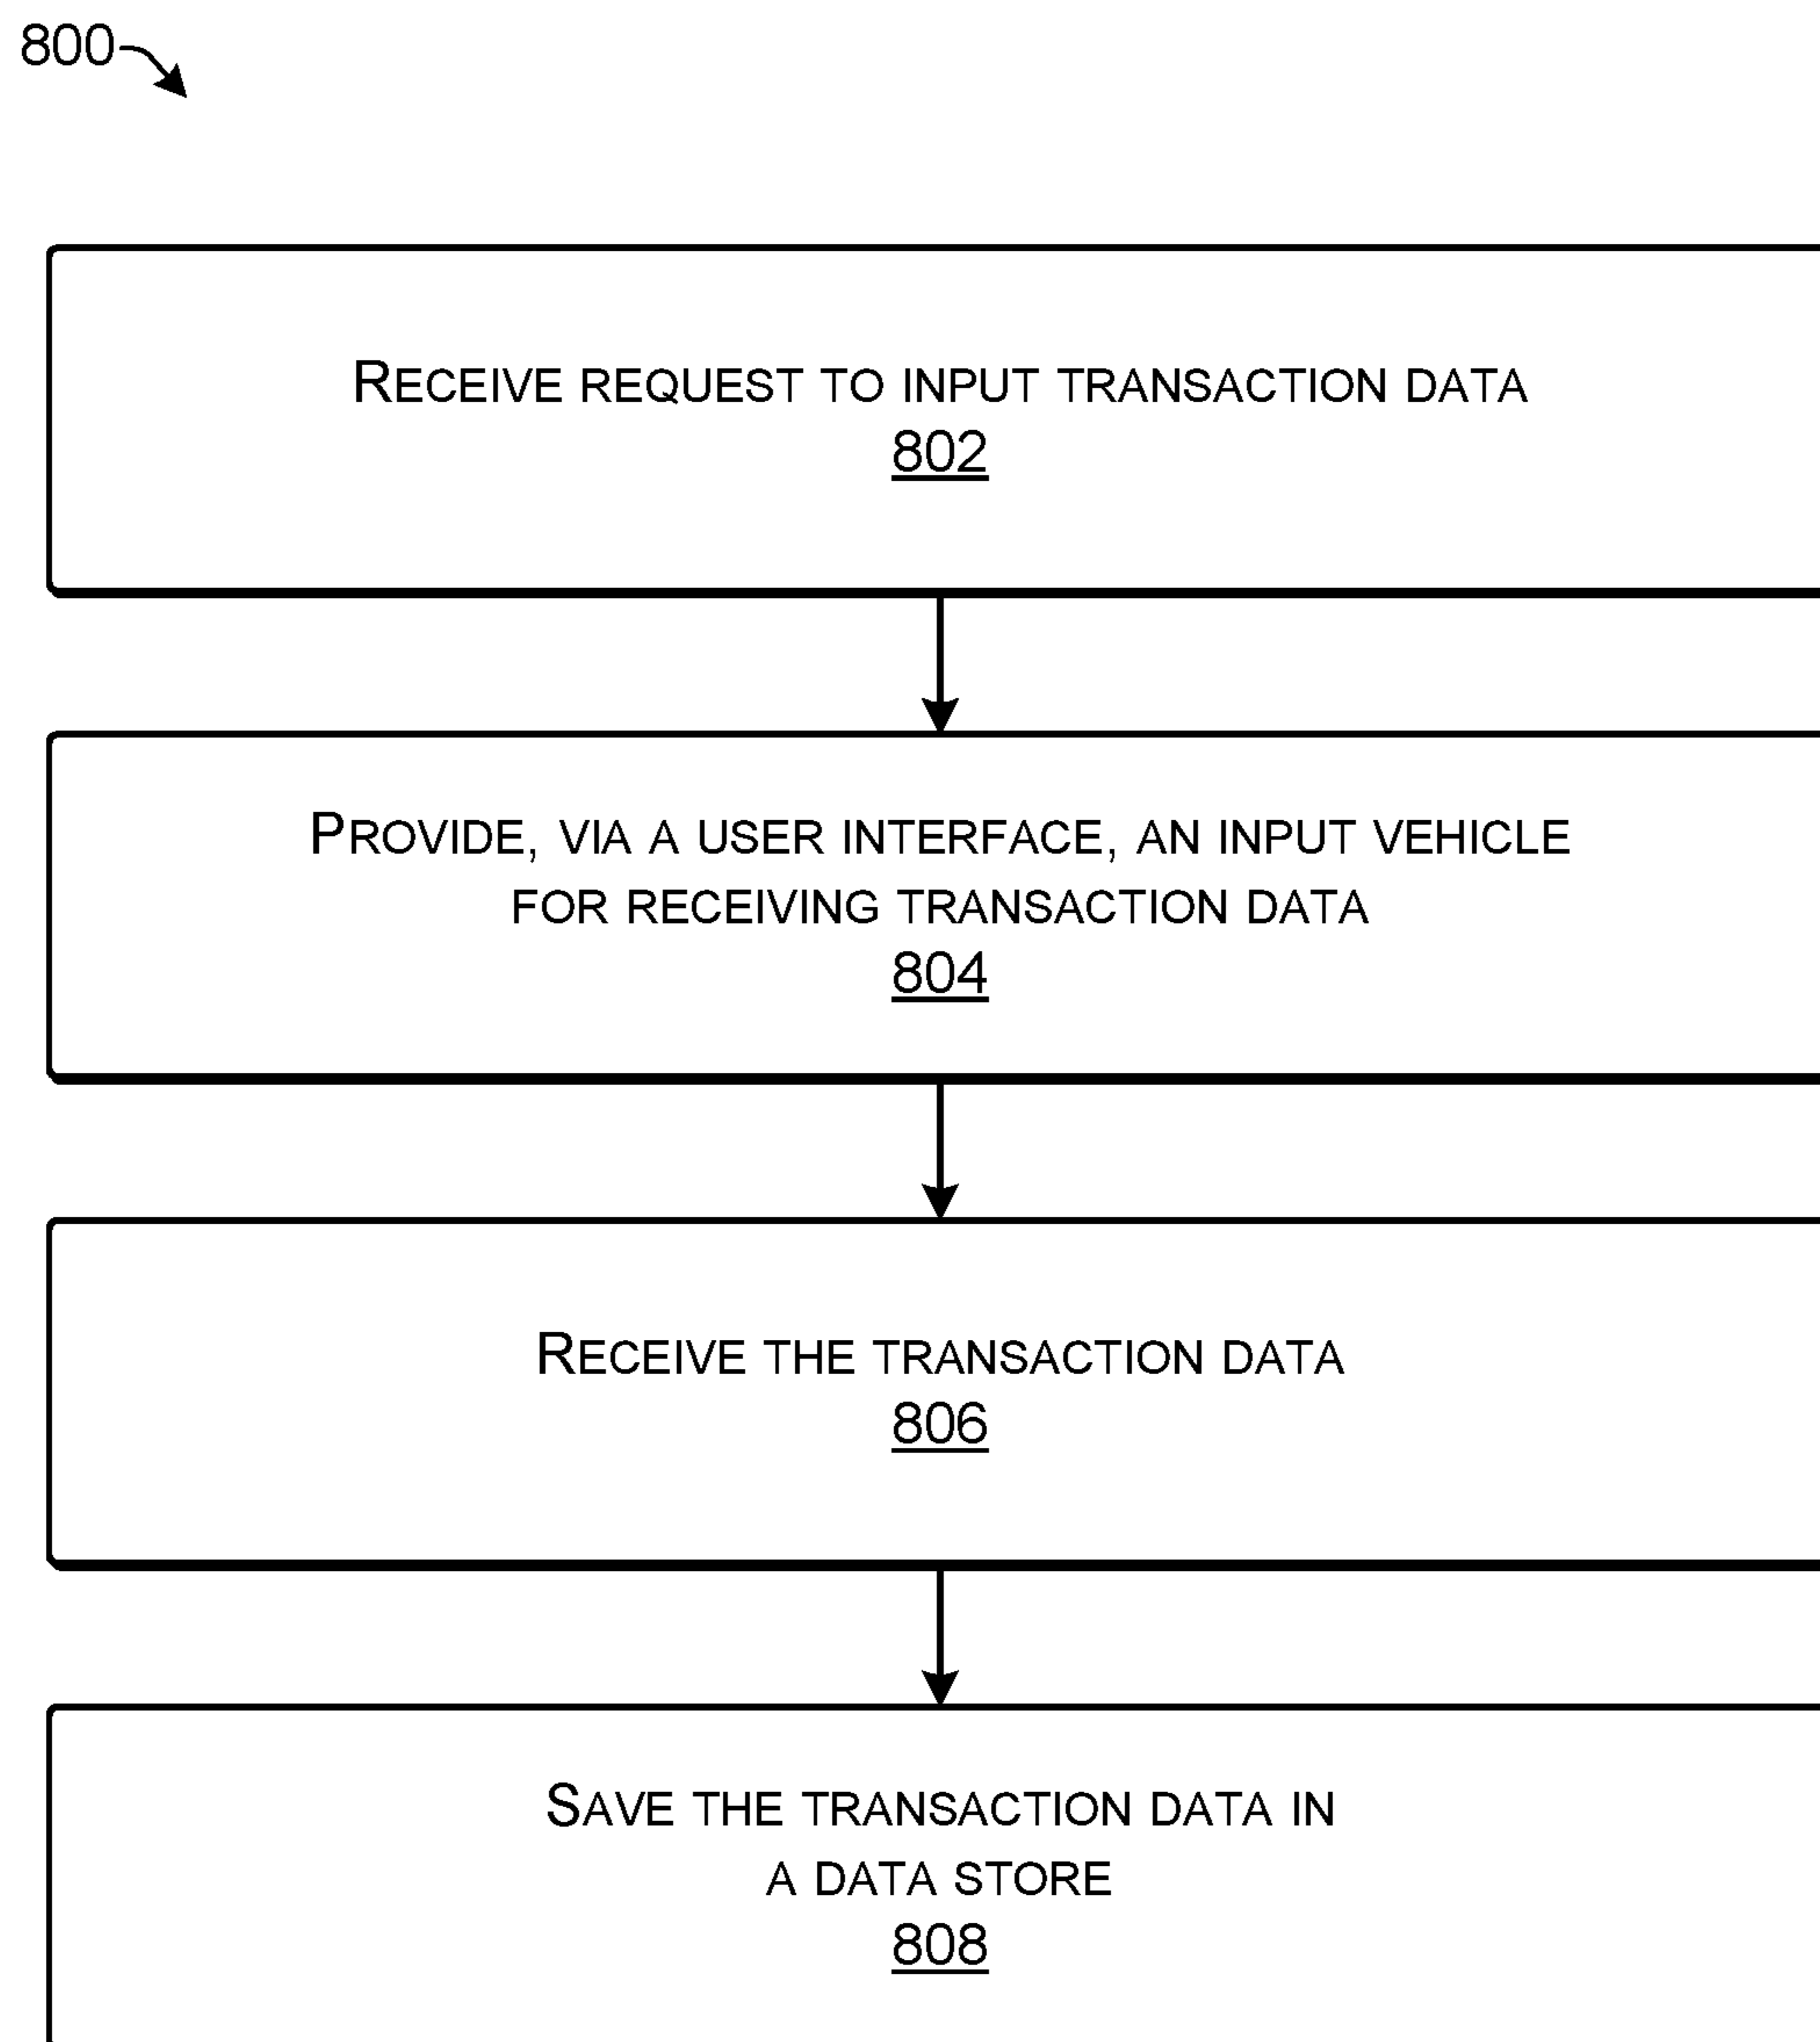 800
RECEIVE REQUEST TO INPUT TRANSACTION DATA
802
PROVIDE, VIA A USER INTERFACE, AN INPUT VEHICLE
FOR RECEIVING TRANSACTION DATA
804
RECEIVE THE TRANSACTION DATA
806
SAVE THE TRANSACTION DATA IN
A DATA STORE
808